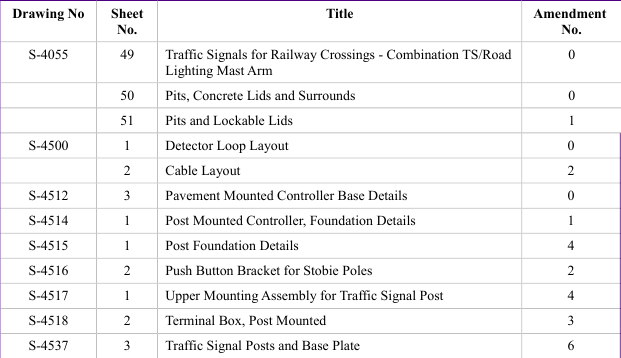 Drawing No Sheet No. Title Amendment No.
S-4055 49 Traffic Signals for Railway Crossings - Combination TS/Road Lighting Mast Arm 0
50 Pits, Concrete Lids and Surrounds 0
51 Pits and Lockable Lids 1
S-4500 1 Detector Loop Layout 0
2 Cable Layout 2
S-4512 3 Pavement Mounted Controller Base Details 0
S-4514 1 Post Mounted Controller, Foundation Details 1
S-4515 1 Post Foundation Details 4
S-4516 2 Push Button Bracket for Stobie Poles 2
S-4517 1 Upper Mounting Assembly for Traffic Signal Post 4
S-4518 2 Terminal Box, Post Mounted 3
S-4537 3 Traffic Signal Posts and Base Plate 6